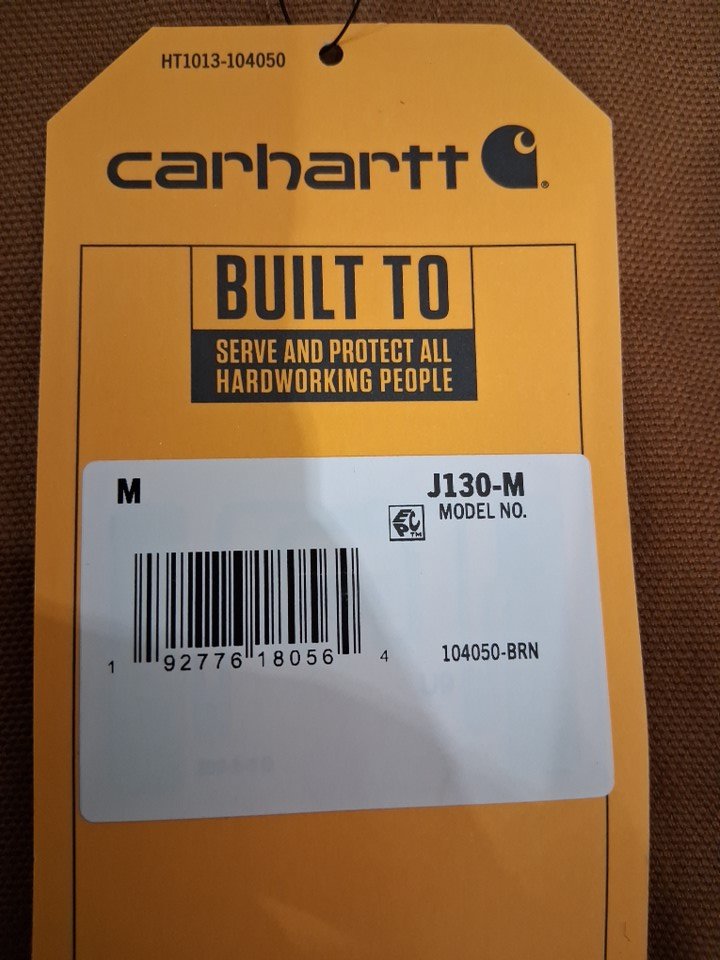 HT1013-104050
carhartt
BUILT TO
SERVE AND PROTECT ALL
HARDWORKING PEOPLE
M
J130-M
EPC™
MODEL NO.
1 92776 18056 4
104050-BRN